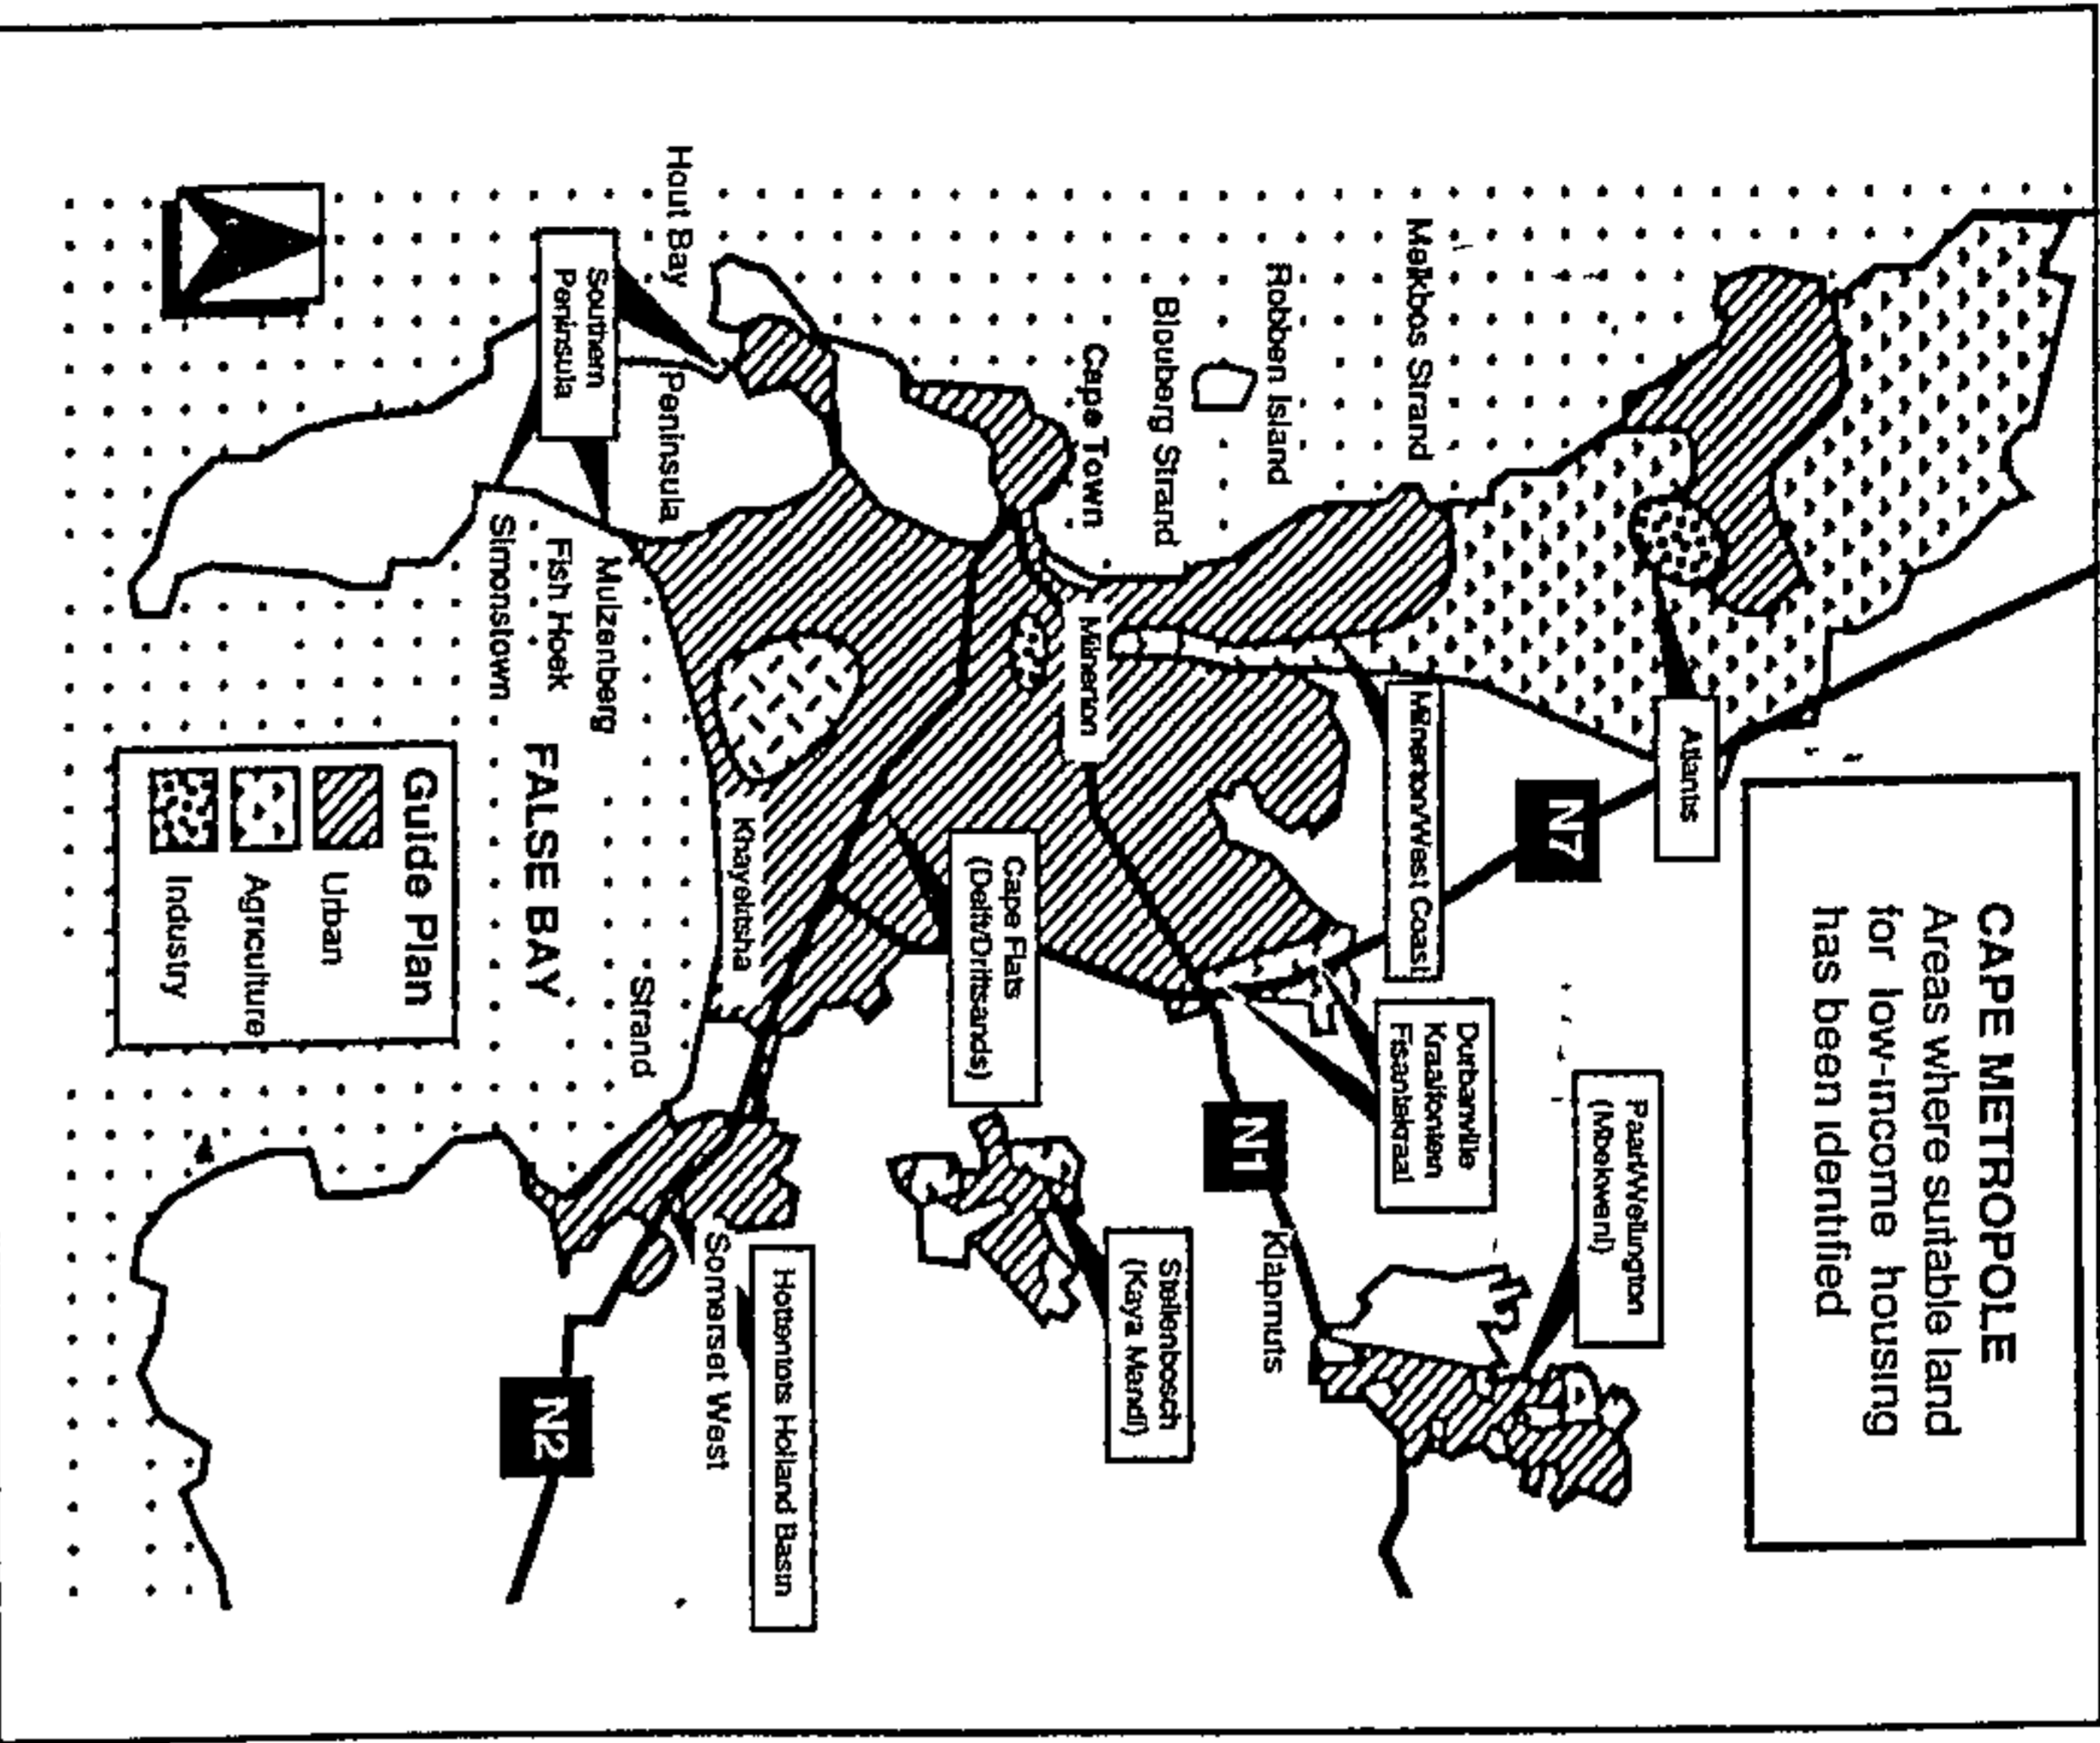 CAPE METROPOLE
Areas where suitable land
for low-income housing
has been identified
Atlantis
N7
Paarl/Wellington
(Mbekweni)
Melkbos Strand
Milnerton/West Coast
Durbanville
Kraaifontein
Fisantekraal
Robben Island
N1
Klapmuts
Blouberg Strand
Stellenbosch
(Kaya Mandi)
Cape Town
Milnerton
Cape Flats
(Delft/Driftsands)
Hottentots Holland Basin
Somerset West
Khayelitsha
Hout Bay
Peninsula
Strand
Southern
Peninsula
Muizenberg
Fish Hoek
FALSE BAY
N2
Simonstown
Guide Plan
Urban
Agriculture
Industry